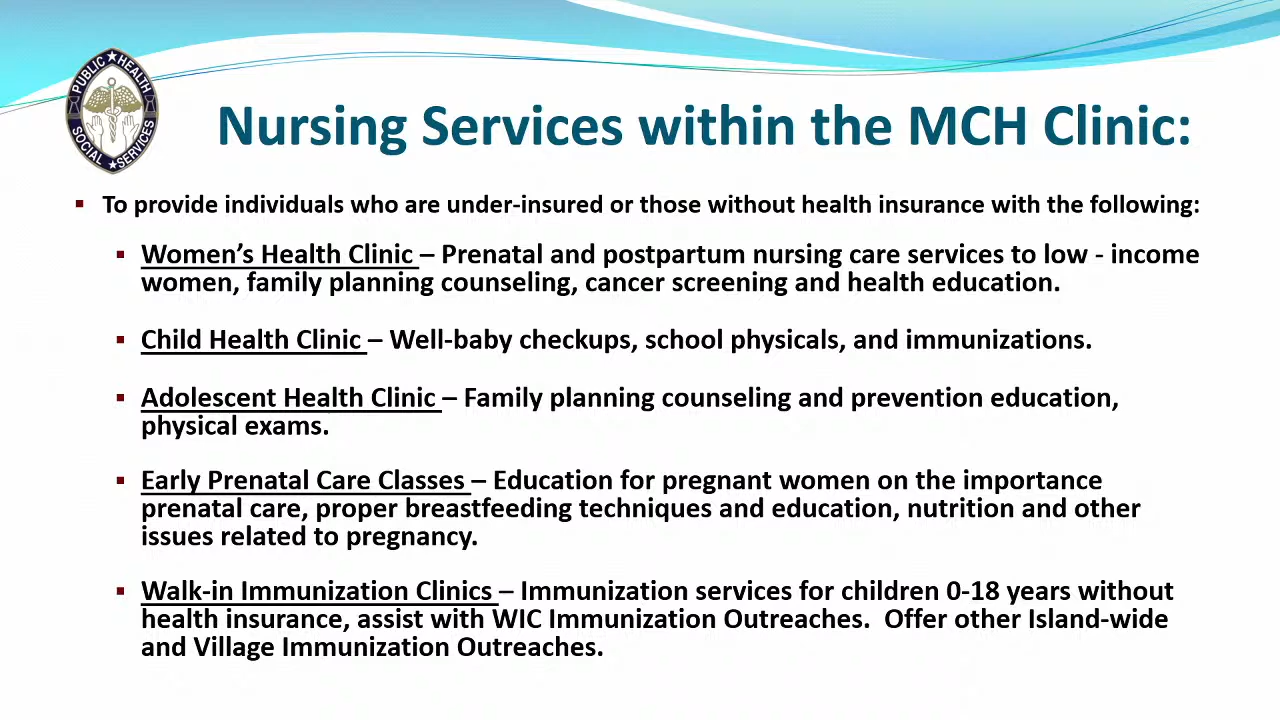 PUBLIC ★ HEALTH
SOCIAL ★ SERVICES
Nursing Services within the MCH Clinic:
▪ To provide individuals who are under-insured or those without health insurance with the following:
▪ Women’s Health Clinic – Prenatal and postpartum nursing care services to low - income
women, family planning counseling, cancer screening and health education.
▪ Child Health Clinic – Well-baby checkups, school physicals, and immunizations.
▪ Adolescent Health Clinic – Family planning counseling and prevention education,
physical exams.
▪ Early Prenatal Care Classes – Education for pregnant women on the importance
prenatal care, proper breastfeeding techniques and education, nutrition and other
issues related to pregnancy.
▪ Walk-in Immunization Clinics – Immunization services for children 0-18 years without
health insurance, assist with WIC Immunization Outreaches.  Offer other Island-wide
and Village Immunization Outreaches.